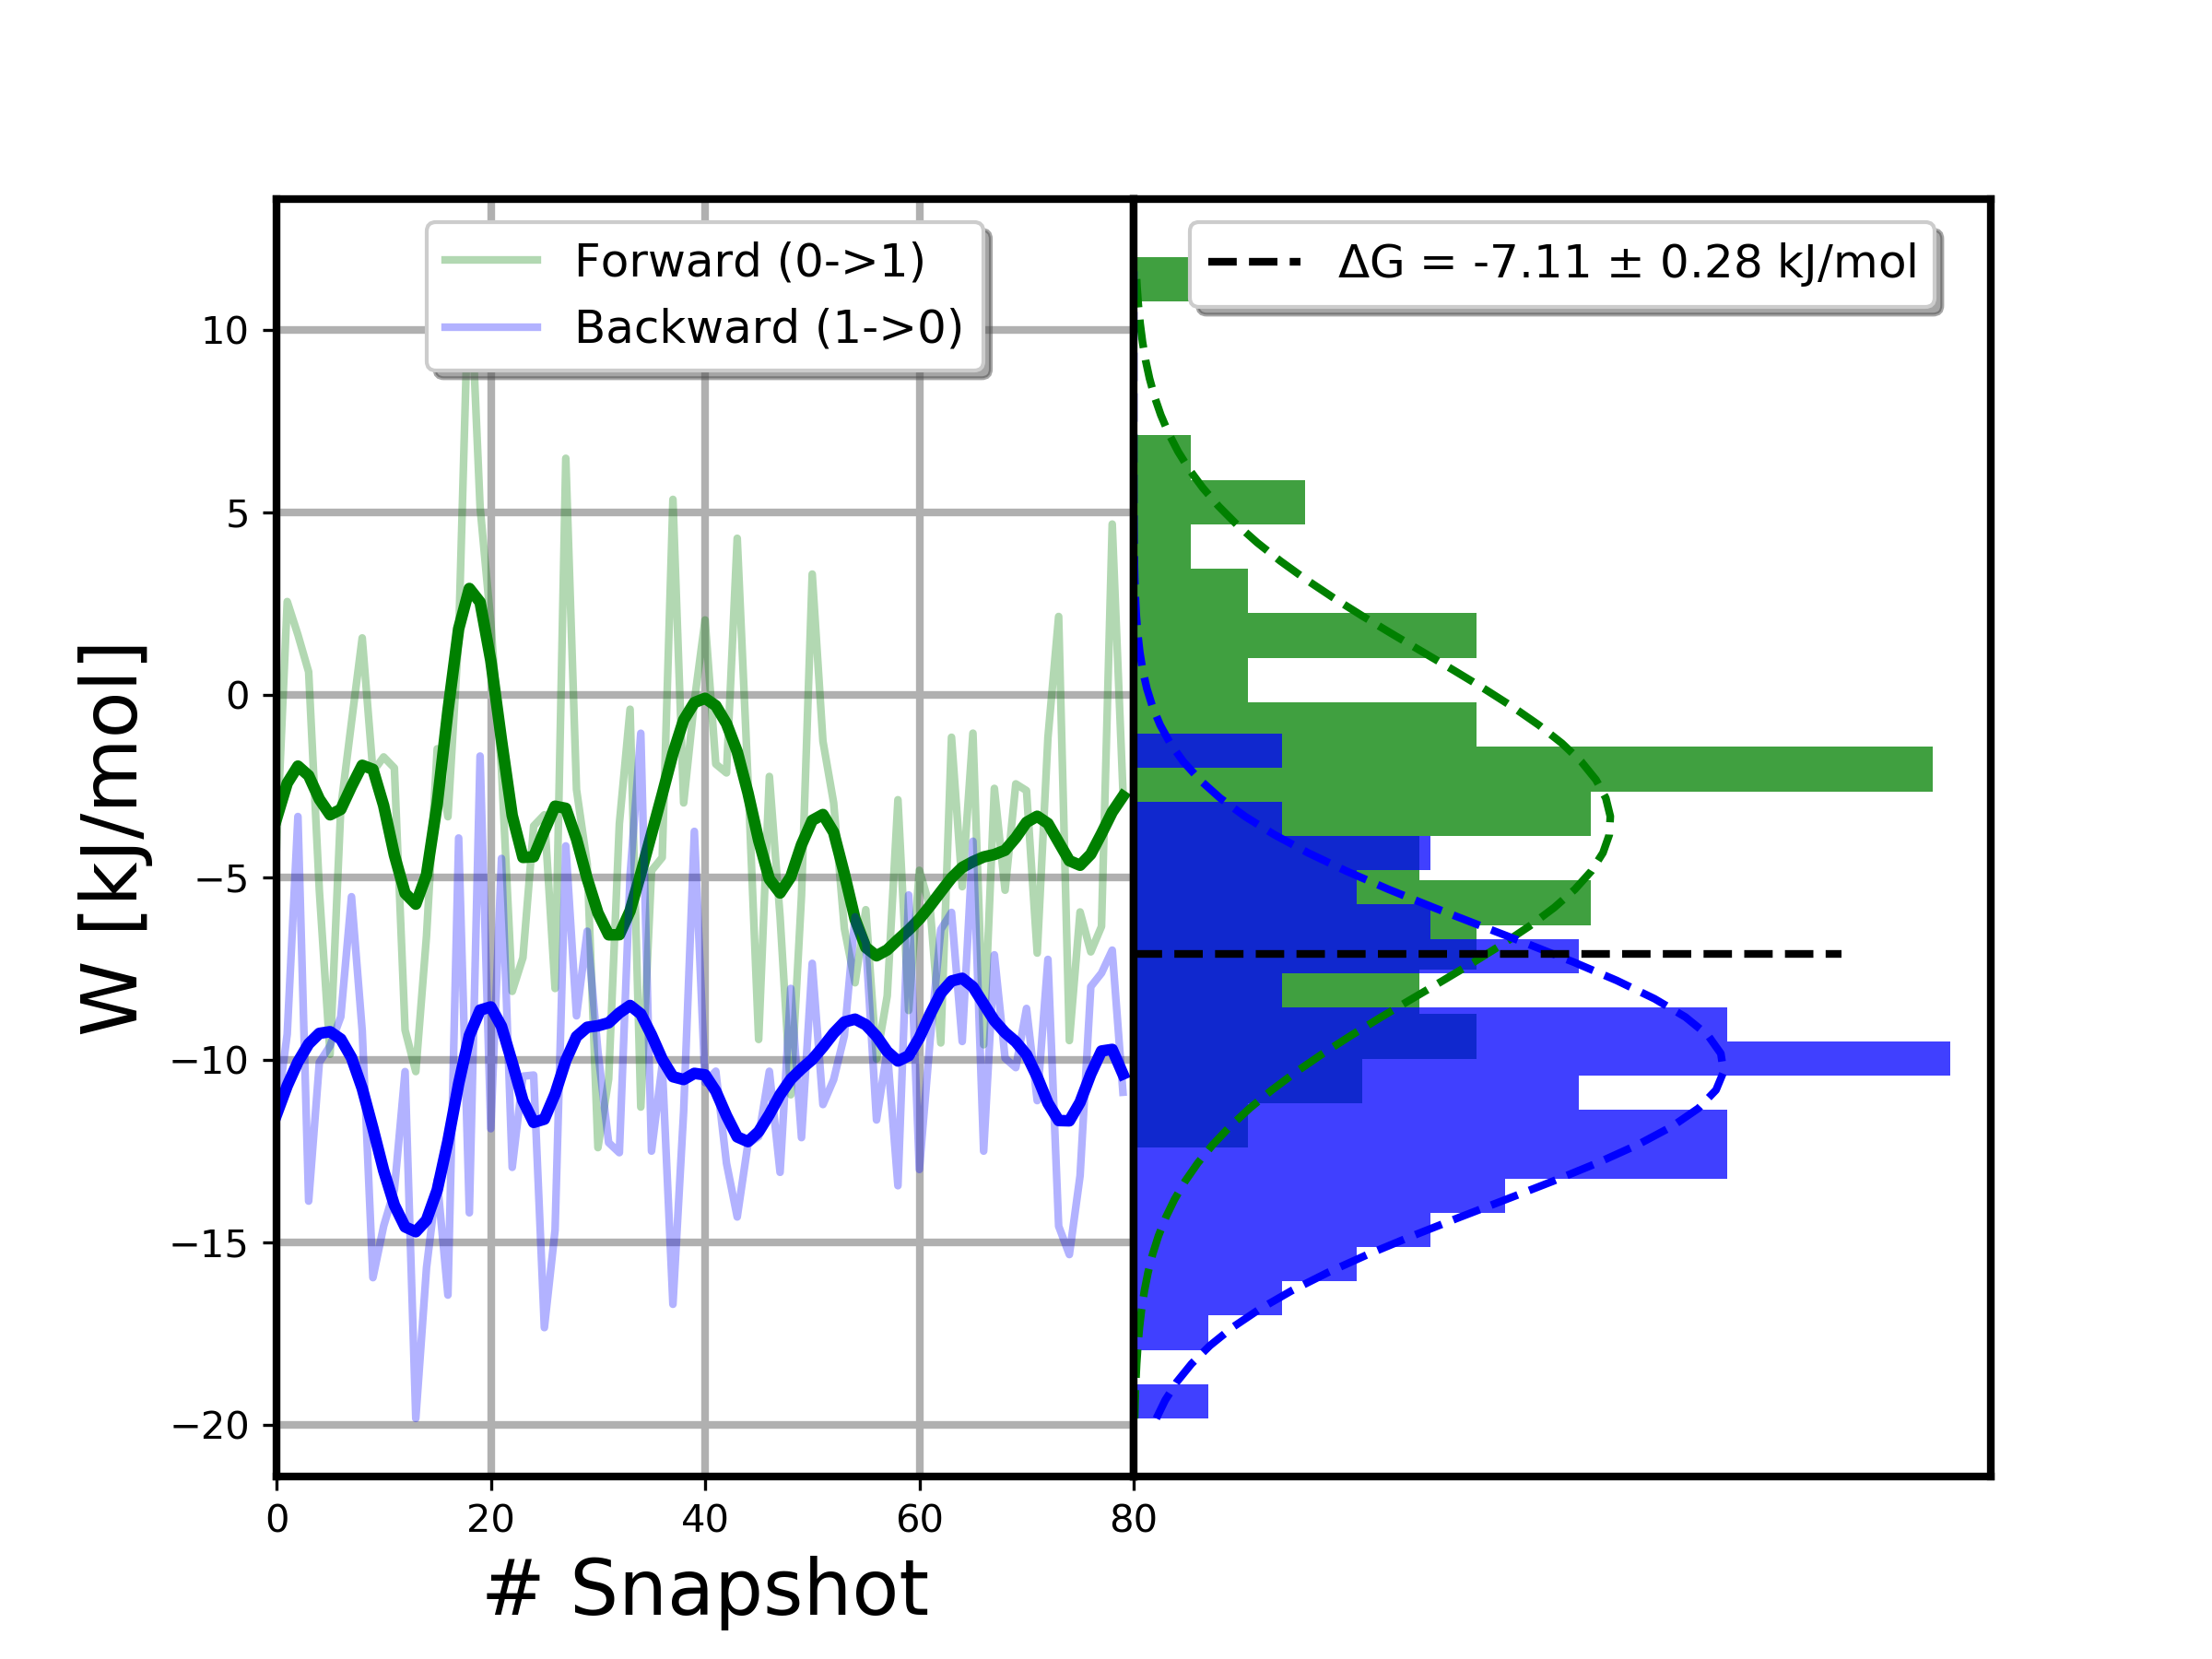 Forward (0->1)
Backward (1->0)
ΔG = -7.11 ± 0.28 kJ/mol
W [kJ/mol]
10
5
0
−5
−10
−15
−20
0 20 40 60 80
# Snapshot